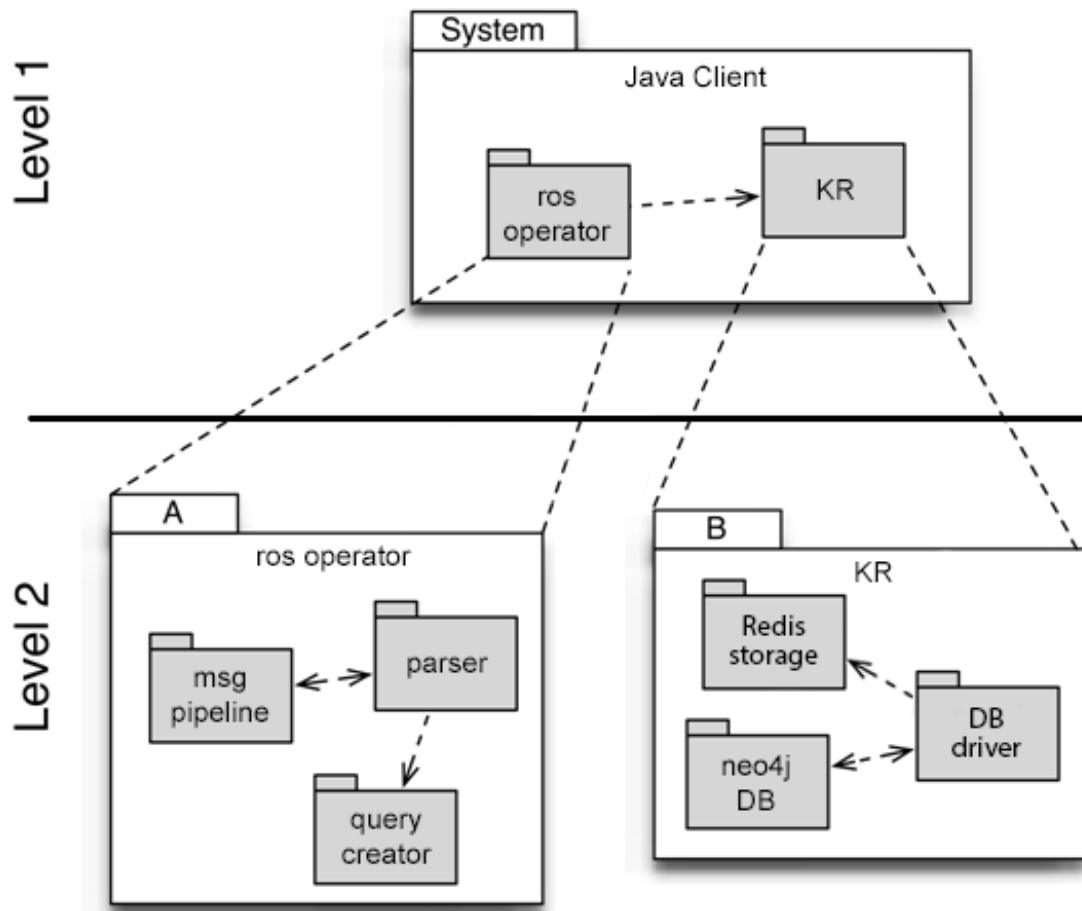 Level 1
System
Java Client
ros
operator
KR
Level 2
A
ros operator
msg
pipeline
parser
query
creator
B
KR
Redis
storage
DB
driver
neo4j
DB